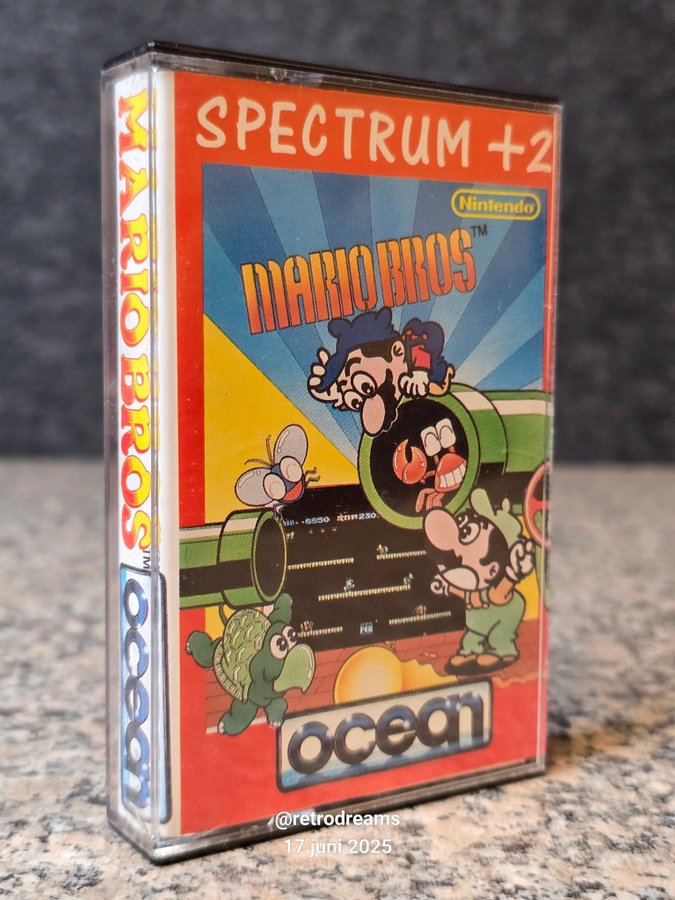 SPECTRUM +2
Nintendo
MARIO BROS™
MARIO BROS™
ocean
ocean
@retrodreams
17 juni 2025